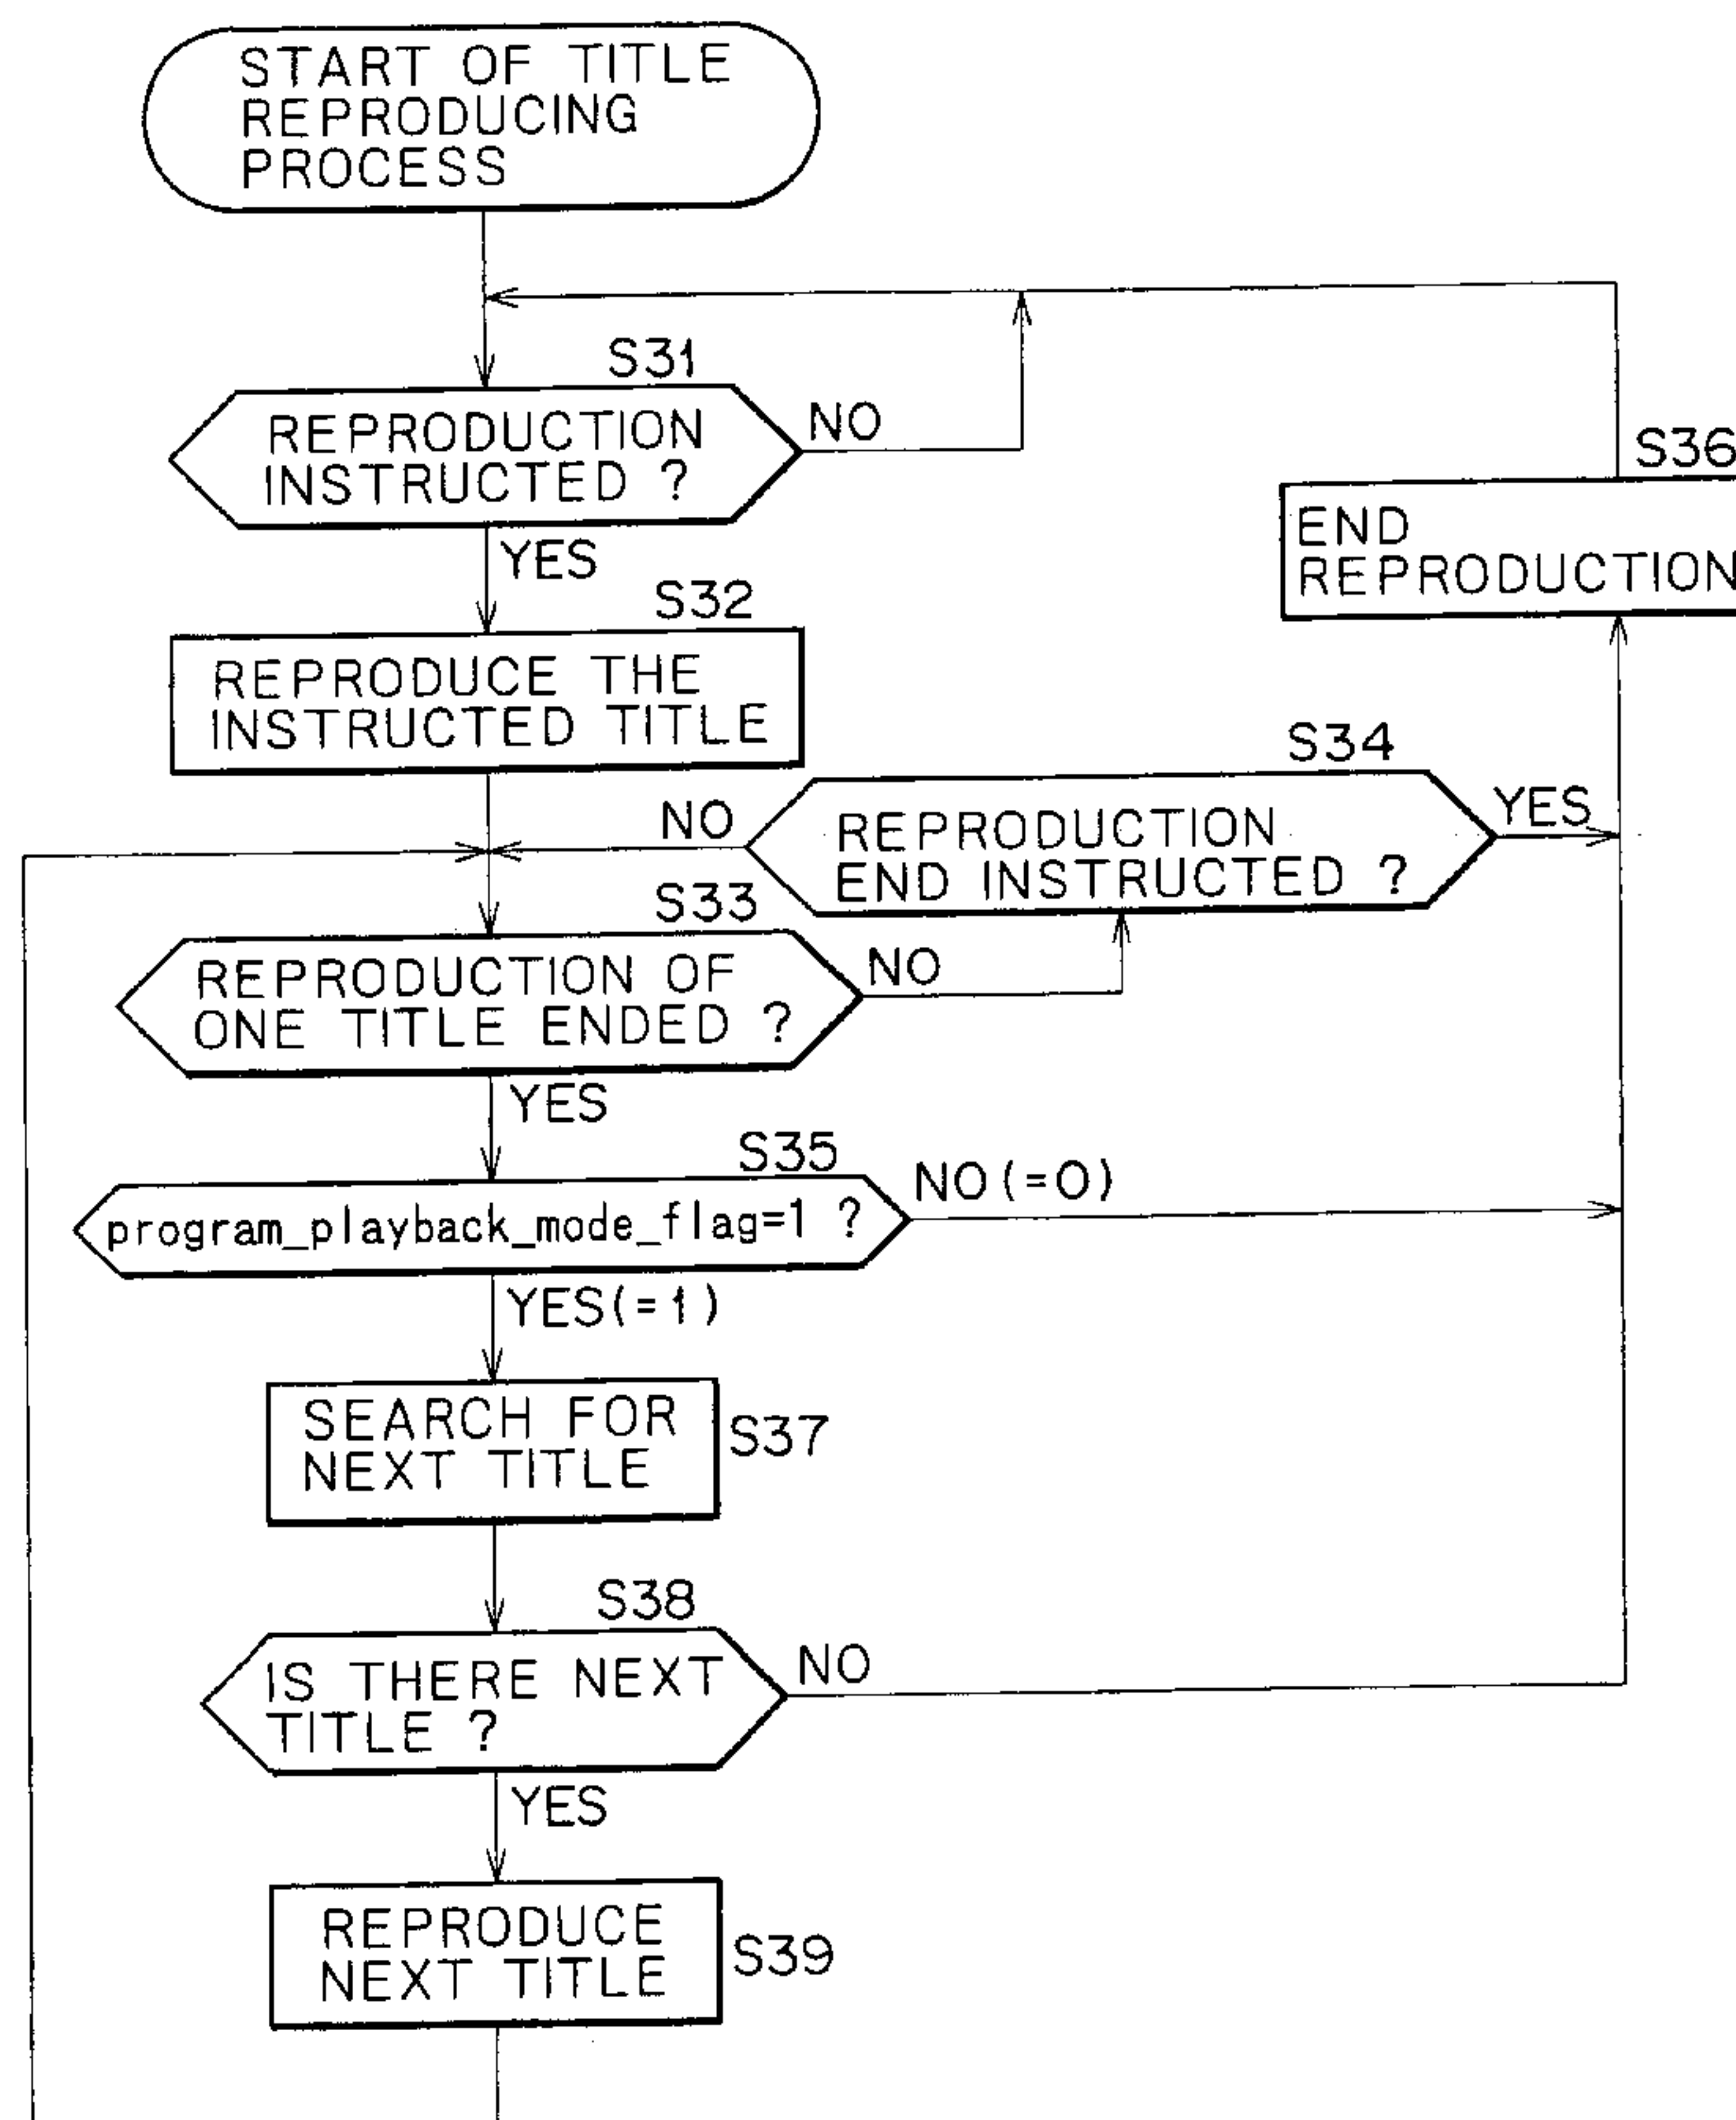 START OF TITLE
REPRODUCING
PROCESS
S31
REPRODUCTION
INSTRUCTED ?
NO
YES
S36
END
REPRODUCTION
S32
REPRODUCE THE
INSTRUCTED TITLE
S34
REPRODUCTION
END INSTRUCTED ?
NO
YES
S33
REPRODUCTION OF
ONE TITLE ENDED ?
NO
YES
S35
program_playback_mode_flag=1 ?
NO(=0)
YES(=1)
SEARCH FOR
NEXT TITLE
S37
S38
IS THERE NEXT
TITLE ?
NO
YES
REPRODUCE
NEXT TITLE
S39